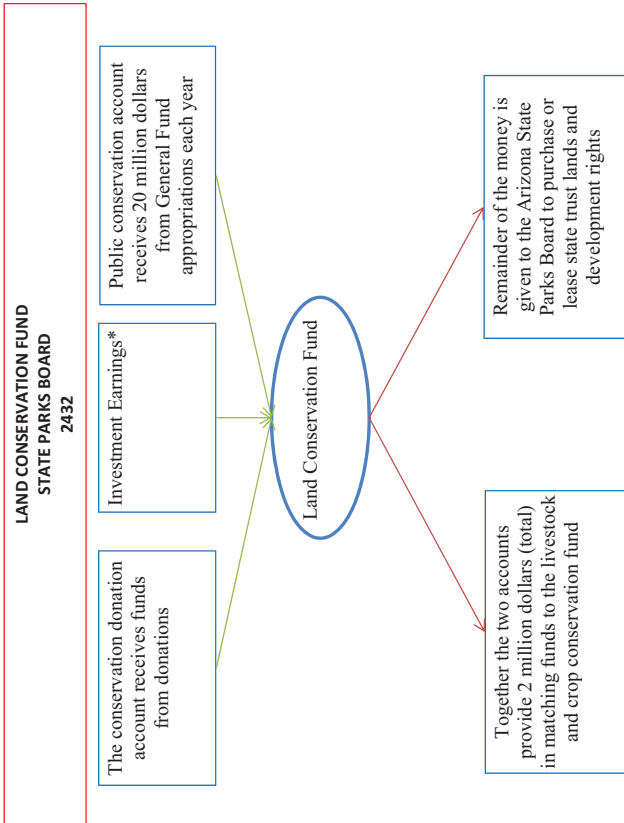 LAND CONSERVATION FUND
STATE PARKS BOARD
2432
The conservation donation
account receives funds
from donations
Investment Earnings*
Public conservation account
receives 20 million dollars
from General Fund
appropriations each year
Land Conservation Fund
Together the two accounts
provide 2 million dollars (total)
in matching funds to the livestock
and crop conservation fund
Remainder of the money is
given to the Arizona State
Parks Board to purchase or
lease state trust lands and
development rights